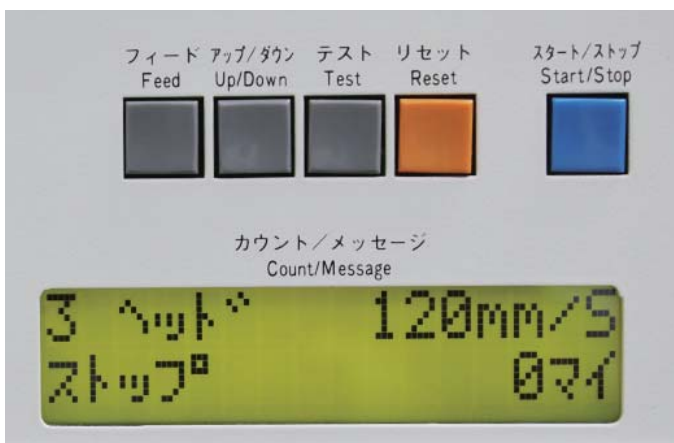 フィード アップ/ダウン テスト リセット スタート/ストップ
Feed Up/Down Test Reset Start/Stop
カウント/メッセージ
Count/Message
3 ヘッド 120mm/S
ストップ 0マイ